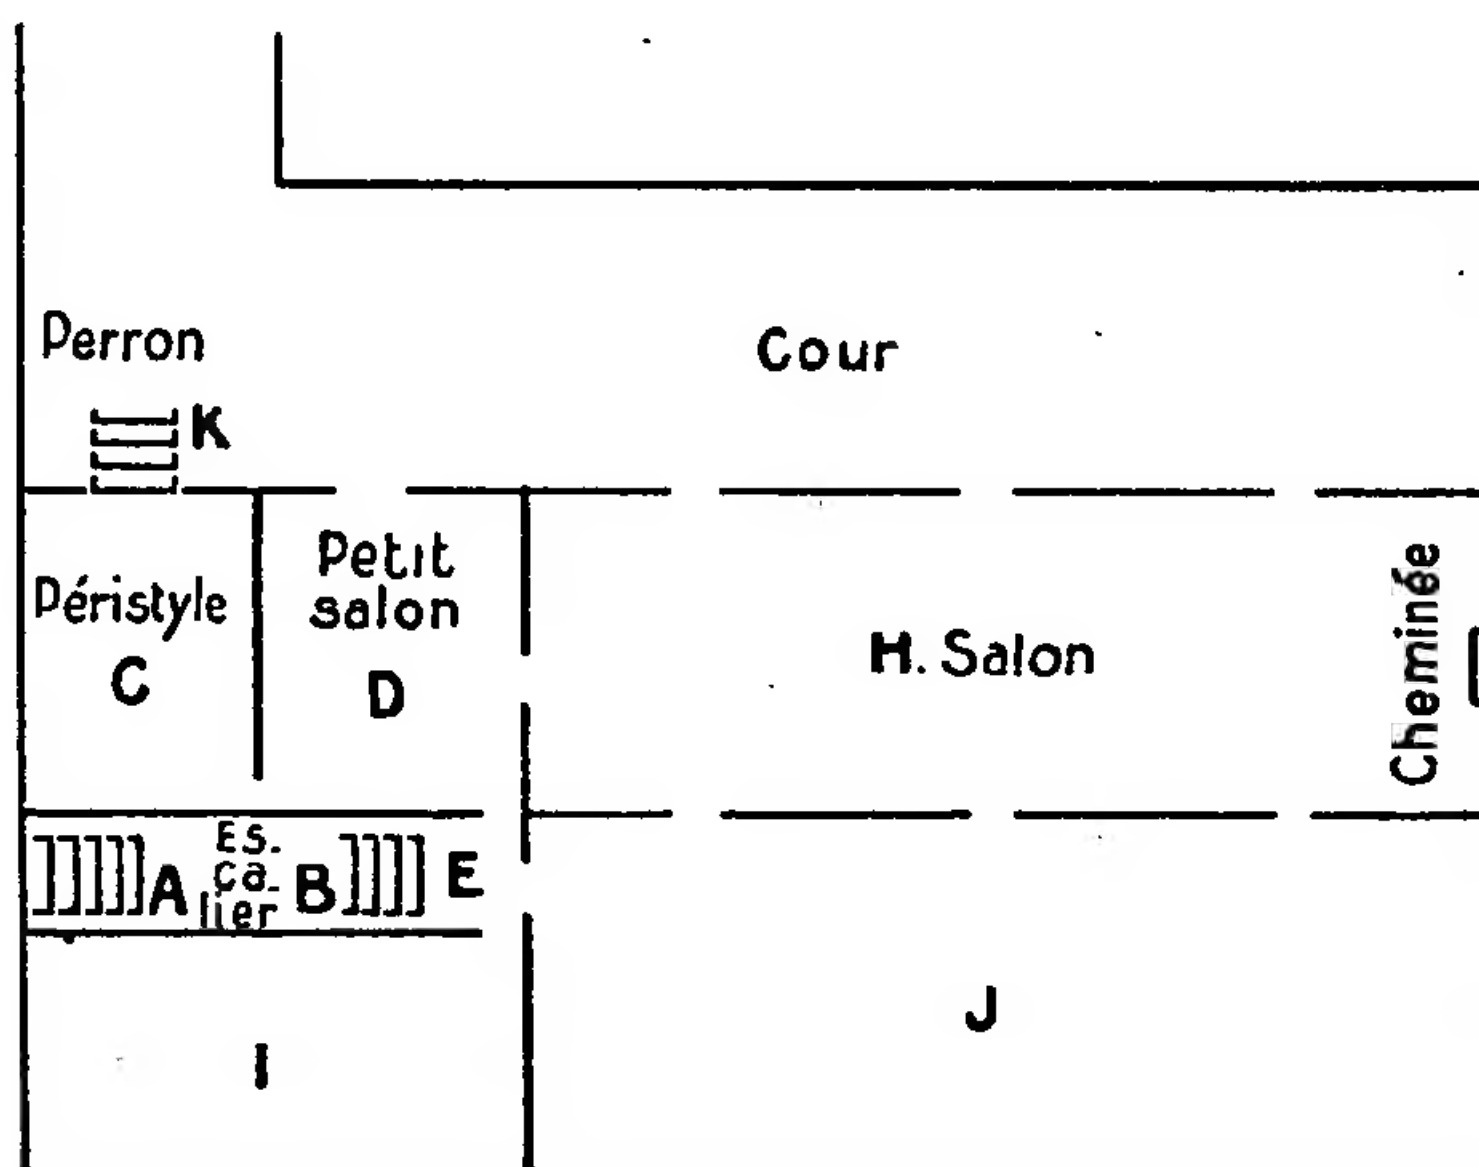 Perron
K
Cour
Péristyle
C
Petit
salon
D
H. Salon
Cheminée
A
Es-
ca-
lier
B
E
I
J